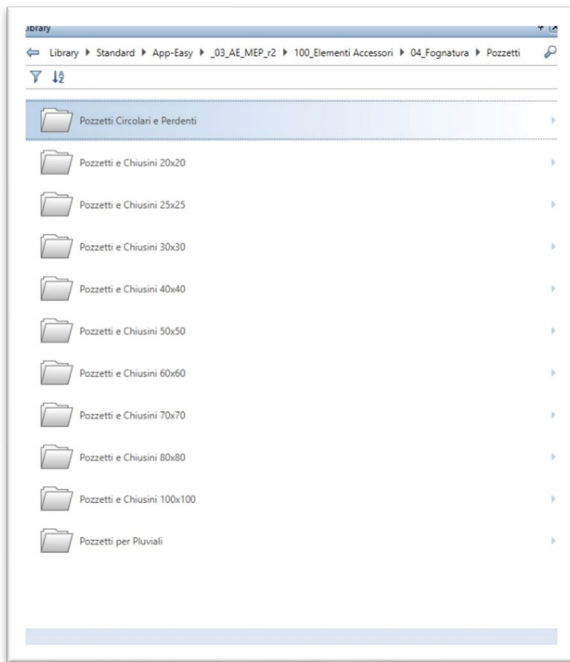 Library
Library Standard App-Easy _03_AE_MEP_r2 100_Elementi Accessori 04_Fognatura Pozzetti
Pozzetti Circolari e Perdenti
Pozzetti e Chiusini 20x20
Pozzetti e Chiusini 25x25
Pozzetti e Chiusini 30x30
Pozzetti e Chiusini 40x40
Pozzetti e Chiusini 50x50
Pozzetti e Chiusini 60x60
Pozzetti e Chiusini 70x70
Pozzetti e Chiusini 80x80
Pozzetti e Chiusini 100x100
Pozzetti per Pluviali